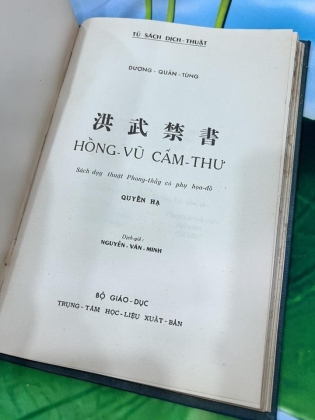 TỦ SÁCH DỊCH-THUẬT
DƯƠNG-QUÂN-TÙNG
洪武禁書
HỒNG-VŨ CẤM-THƯ
Sách dạy thuật Phong-thủy có phụ họa-đồ
QUYỂN HẠ
Dịch-giả:
NGUYỄN-VĂN-MINH
BỘ GIÁO-DỤC
TRUNG-TÂM HỌC-LIỆU XUẤT-BẢN